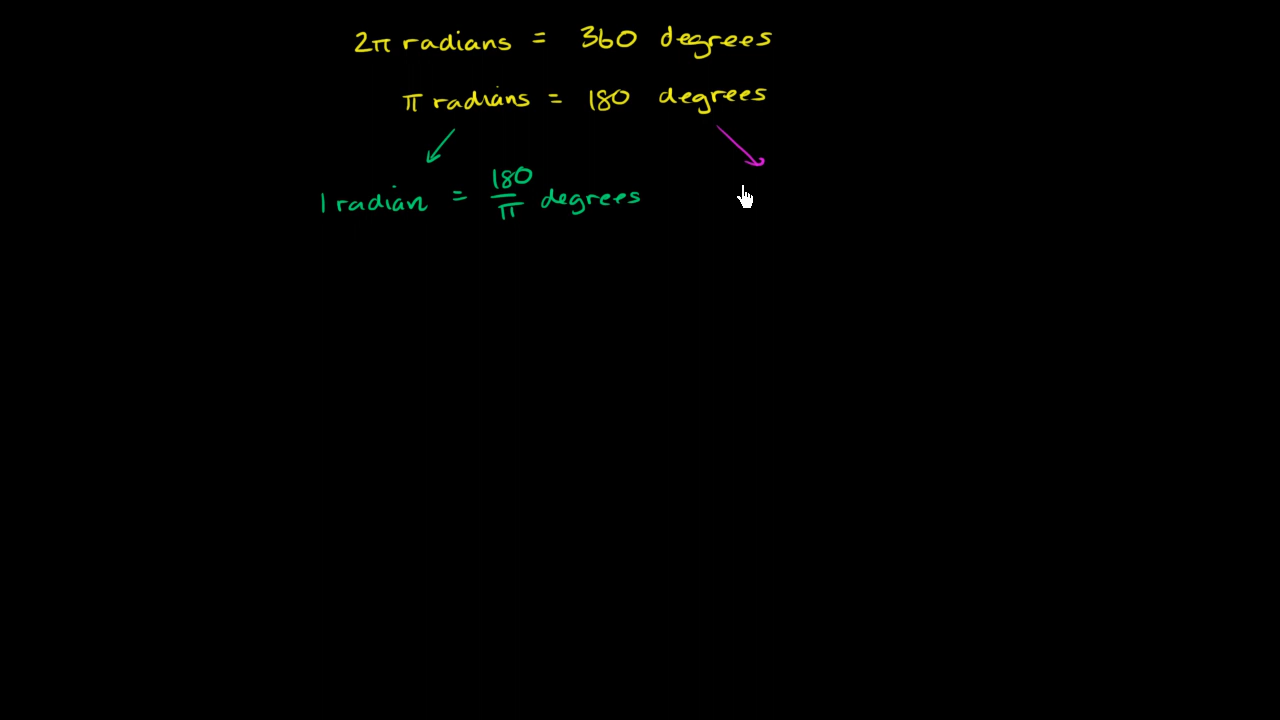 2π radians = 360 degrees
π radians = 180 degrees
1 radian = 180/π degrees